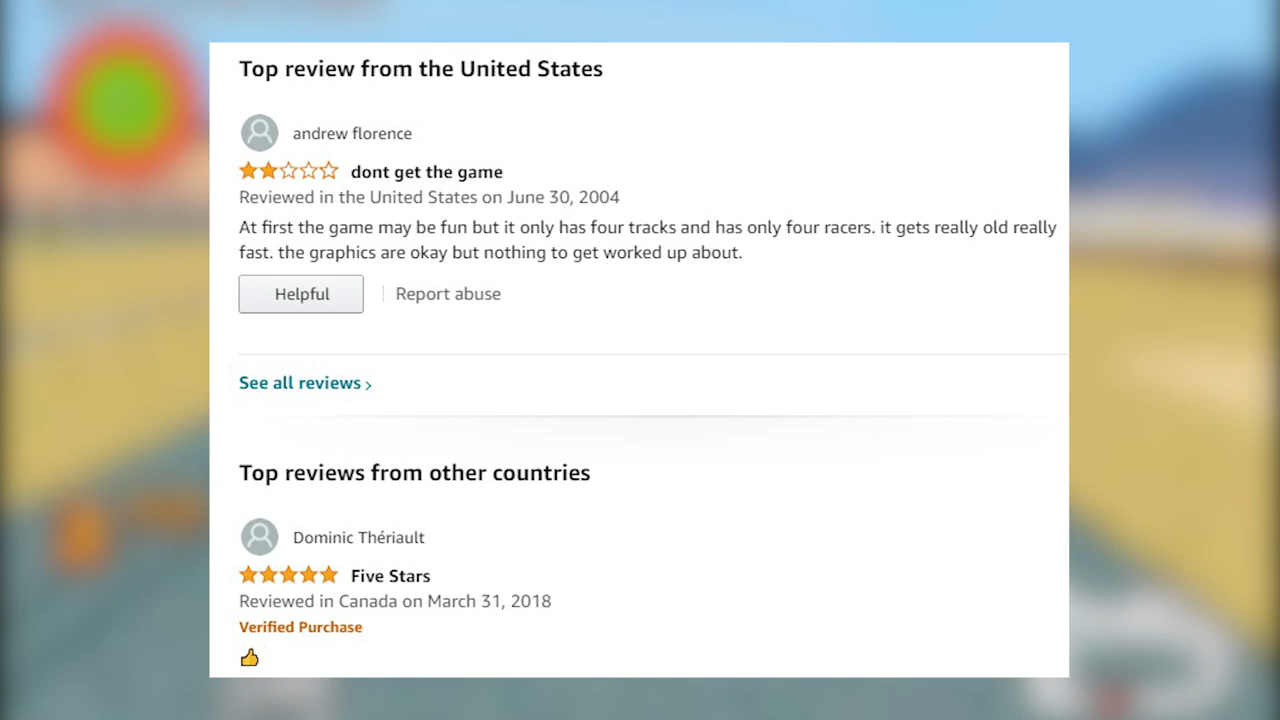 Top review from the United States
andrew florence
dont get the game
Reviewed in the United States on June 30, 2004
At first the game may be fun but it only has four tracks and has only four racers. it gets really old really
fast. the graphics are okay but nothing to get worked up about.
Helpful
Report abuse
See all reviews ›
Top reviews from other countries
Dominic Thériault
Five Stars
Reviewed in Canada on March 31, 2018
Verified Purchase
👍